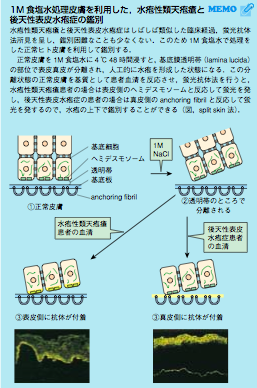 1M 食塩水処理皮膚を利用した,水疱性類天疱瘡と
MEMO
後天性表皮水疱症の鑑別
水疱性類天疱瘡と後天性表皮水疱症はしばしば類似した臨床経過,蛍光抗体
法所見を呈し,鑑別困難なことも少なくない.このため 1M 食塩水で処理を
した正常ヒト皮膚を利用して鑑別する.
正常皮膚を 1M 食塩水に 4℃ 48 時間浸すと,基底膜透明帯(lamina lucida)
の部位で表皮真皮が分離され,人工的に水疱を形成した状態になる.この分
離状態の正常皮膚を基質として患者血清を反応させ,蛍光抗体法を行うと,
水疱性類天疱瘡の患者の場合は表皮側のヘミデスモソームと反応して蛍光を発
し,後天性表皮水疱症の患者の場合は真皮側の anchoring fibril と反応して蛍
光を発するので,水疱の上下で鑑別することができる(図,split skin 法).
基底細胞
ヘミデスモソーム
透明帯
基底板
anchoring fibril
1M
NaCl
①正常皮膚
②透明帯のところで
分離される
水疱性類天疱瘡
患者の血清
後天性表皮
水疱症患者
の血清
③表皮側に抗体が付着
③真皮側に抗体が付着